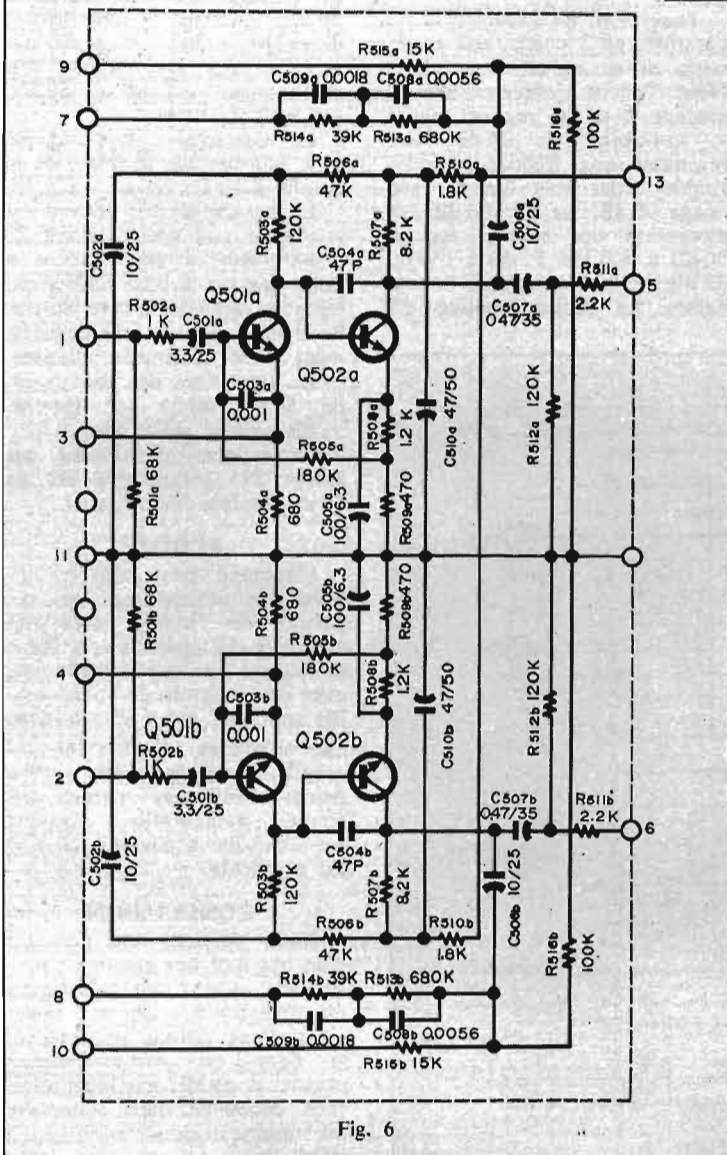 R515a 15K
9
C509a 0,0018 C508a 0,0056
7
R514a 39K R513a 680K
R516a 100K
R506a 47K
R510a 1.8K
13
C502a 10/25
R503a 120K
R507a 8.2K
C506a 10/25
C504a 47P
R511a 2.2K
5
C507a 0.47/35
Q501a
R502a 1K
C501a 3,3/25
1
Q502a
C503a 0,001
R508a 1.2 K
C510a 47/50
R512a 120K
3
R505a 180K
R501a 68K
R504a 680
C505a 100/6.3
R509a 470
11
R501b 68K
R504b 680
C505b 100/6.3
R509b 470
R505b 180K
4
R508b 1.2K
C510b 47/50
R512b 120K
C503b 0,001
Q501b
Q502b
R502b 1K
2
C501b 3,3/25
C507b 0.47/35
R511b 2.2K
6
C502b 10/25
C504b 47P
R503b 120K
R507b 8,2K
C506b 10/25
R506b 47K
R510b 1.8K
R516b 100K
R514b 39K R513b 680K
8
C509b 0,0018 C508b 0,0056
10
R515b 15K
Fig. 6